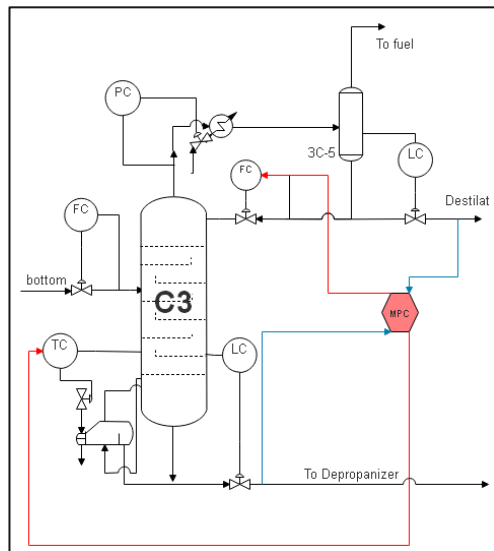 To fuel
PC
3C-5
LC
FC
FC
Destilat
bottom
C3
MPC
TC
LC
To Depropanizer